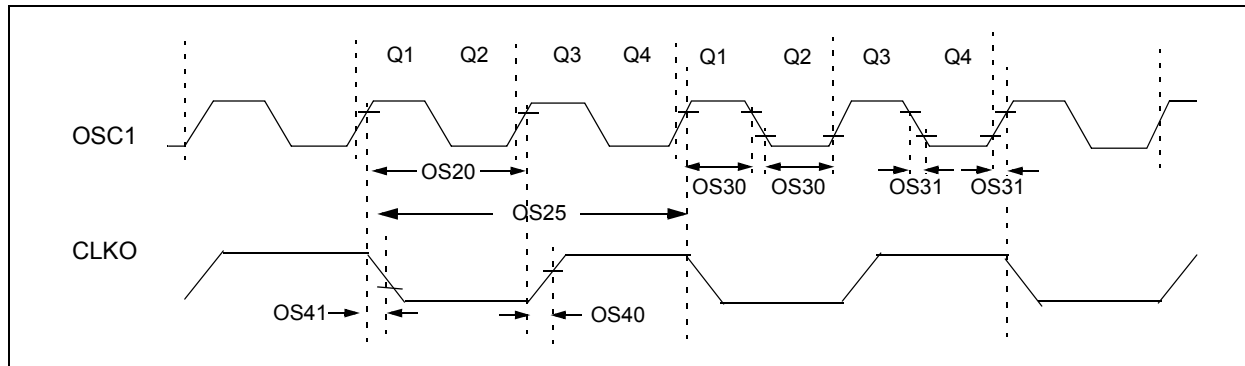 Q1 Q2 Q3 Q4 Q1 Q2 Q3 Q4
OSC1
OS20 OS30 OS30 OS31 OS31
OS25
CLKO
OS41 OS40